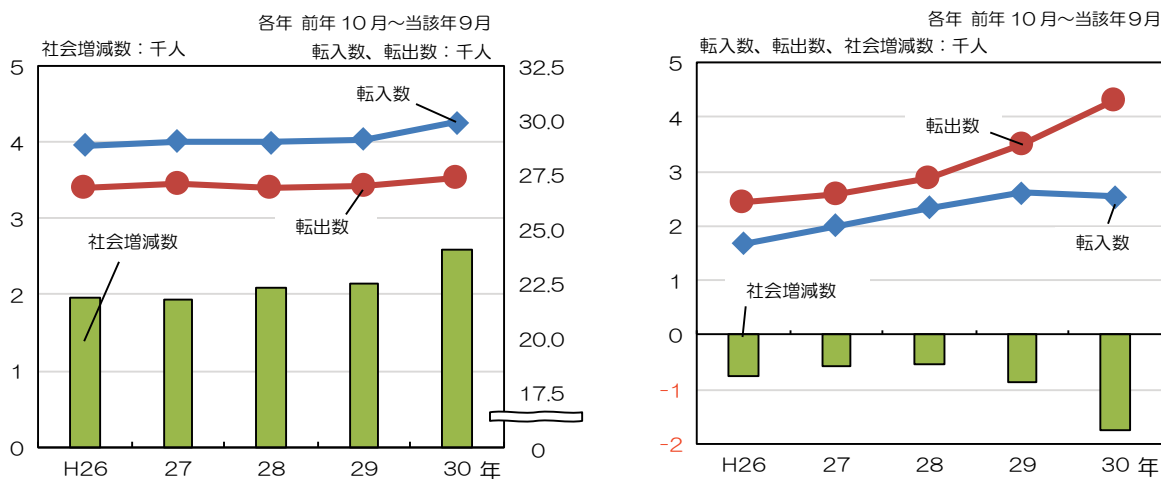 各年 前年10月～当該年9月
社会増減数：千人
転入数、転出数：千人
5
4
3
2
1
0
32.5
30.0
27.5
25.0
22.5
20.0
17.5
0
転入数
転出数
社会増減数
H26 27 28 29 30 年
各年 前年10月～当該年9月
転入数、転出数、社会増減数：千人
5
4
3
2
1
0
-1
-2
転出数
転入数
社会増減数
H26 27 28 29 30 年